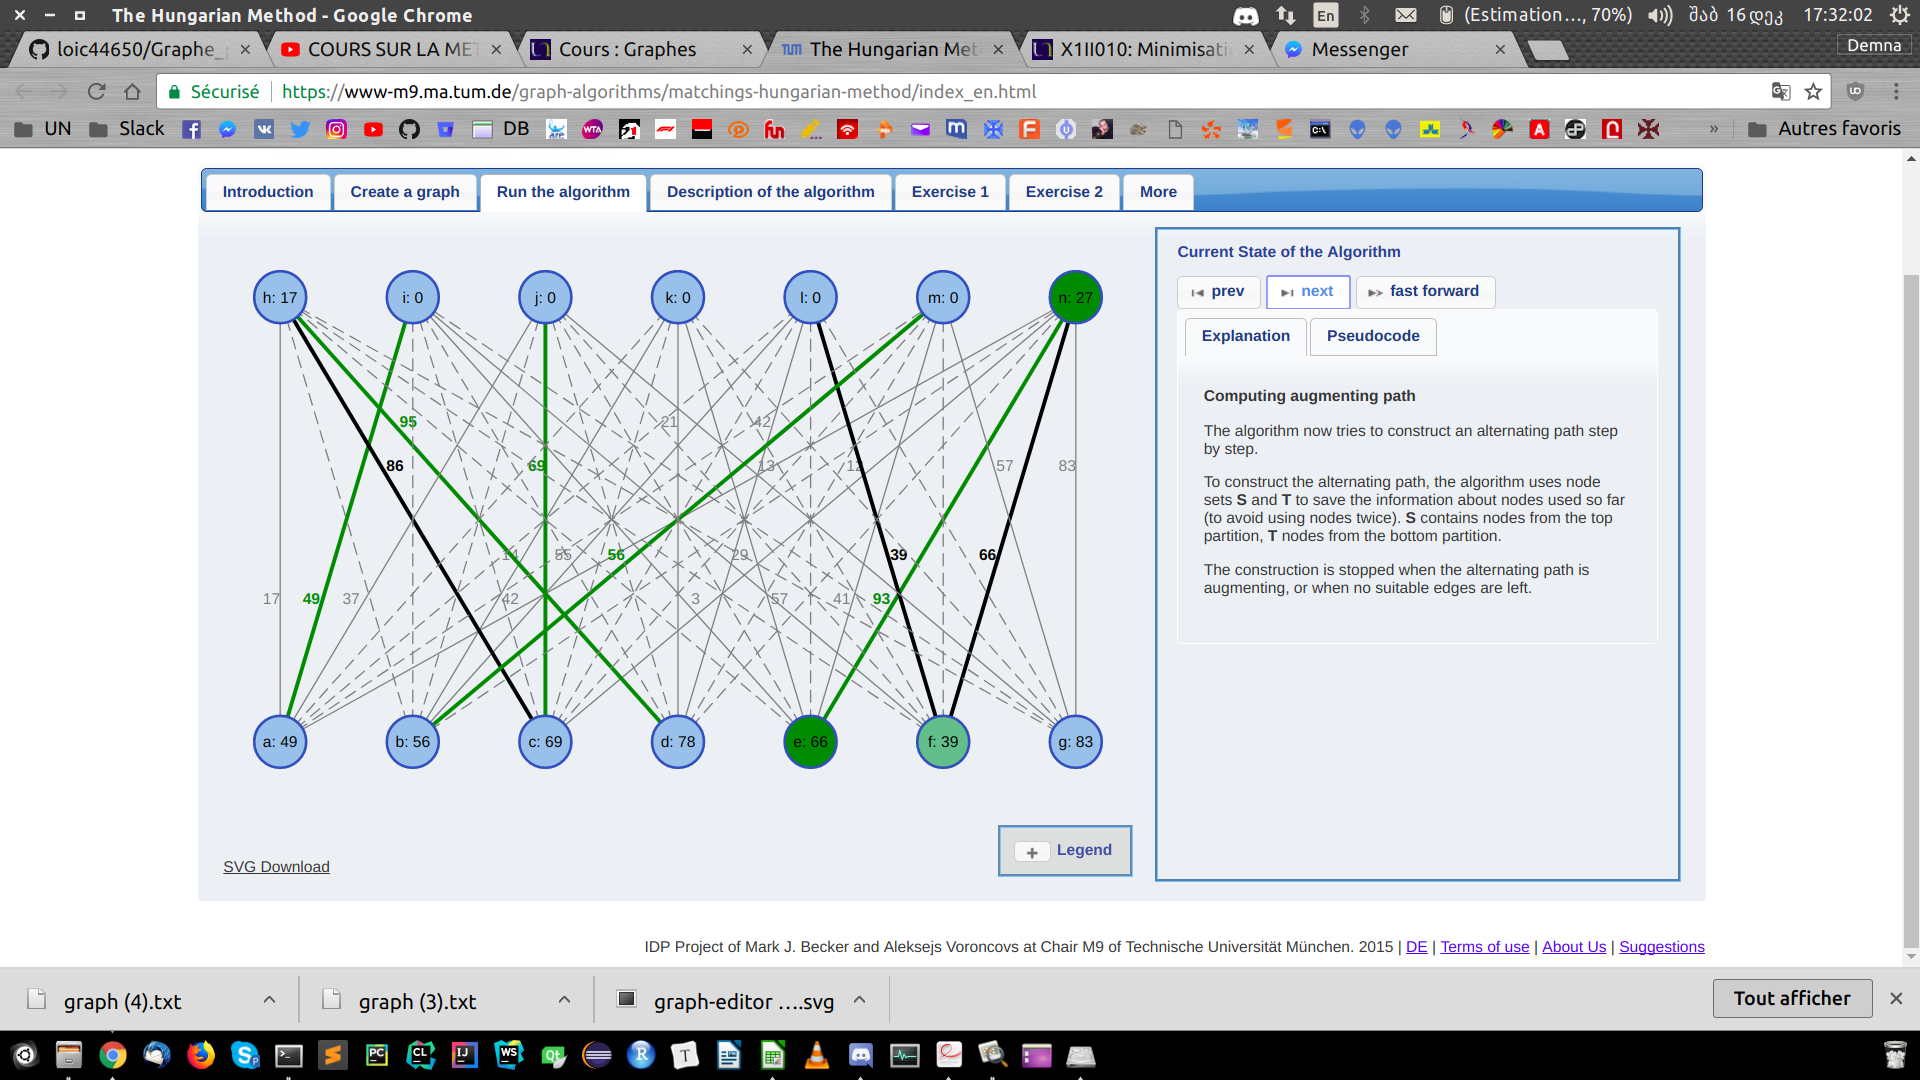 The Hungarian Method - Google Chrome
En
(Estimation..., 70%)
შაბ 16 დეკ 17:32:02
loic44650/Graphe_
COURS SUR LA ME
Cours : Graphes
The Hungarian Met
X1II010: Minimisati
Messenger
Demna
Sécurisé
https://www-m9.ma.tum.de/graph-algorithms/matchings-hungarian-method/index_en.html
UN
Slack
DB
»
Autres favoris
Introduction
Create a graph
Run the algorithm
Description of the algorithm
Exercise 1
Exercise 2
More
h: 17
i: 0
j: 0
k: 0
l: 0
m: 0
n: 27
95
21
42
86
69
13
12
57
83
14
55
56
29
39
66
17
49
37
42
3
57
41
93
a: 49
b: 56
c: 69
d: 78
e: 66
f: 39
g: 83
SVG Download
Legend
Current State of the Algorithm
prev
next
fast forward
Explanation
Pseudocode
Computing augmenting path
The algorithm now tries to construct an alternating path step
by step.
To construct the alternating path, the algorithm uses node
sets S and T to save the information about nodes used so far
(to avoid using nodes twice). S contains nodes from the top
partition, T nodes from the bottom partition.
The construction is stopped when the alternating path is
augmenting, or when no suitable edges are left.
IDP Project of Mark J. Becker and Aleksejs Voroncovs at Chair M9 of Technische Universität München. 2015 | DE | Terms of use | About Us | Suggestions
graph (4).txt
graph (3).txt
graph-editor ....svg
Tout afficher